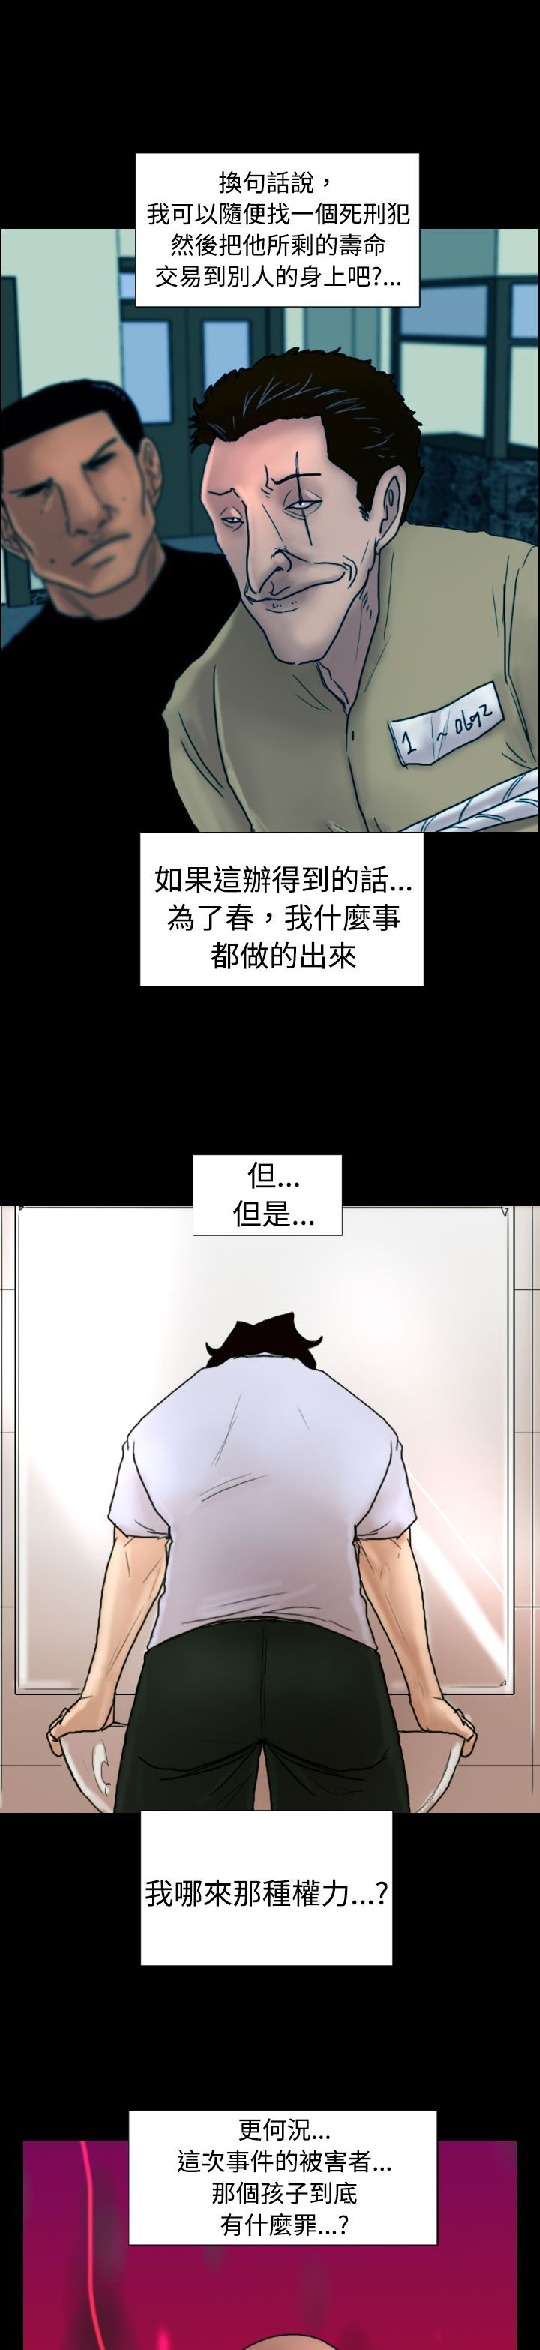 換句話說，
我可以隨便找一個死刑犯
然後把他所剩的壽命
交易到別人的身上吧?...
如果這辦得到的話...
為了春，我什麼事
都做的出來
但...
但是...
我哪來那種權力...?
更何況...
這次事件的被害者...
那個孩子到底
有什麼罪...?